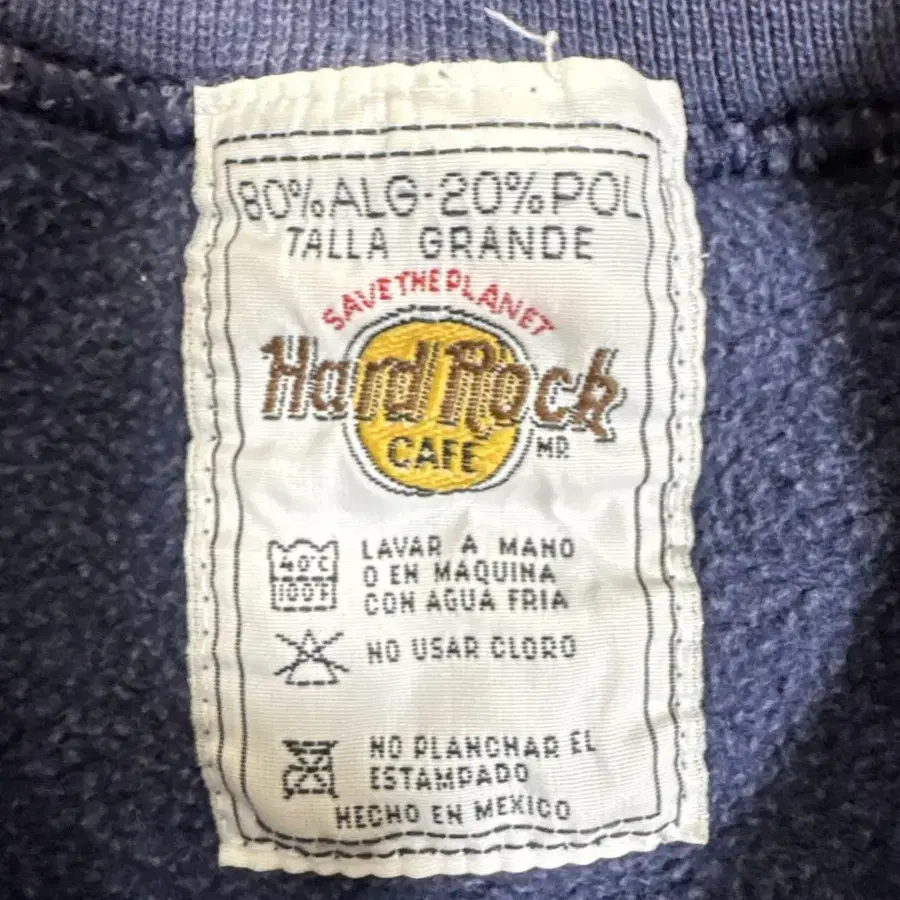 80% ALG-20% POL
TALLA GRANDE
SAVE THE PLANET
Hard Rock
CAFE MR
40°C
100°F
LAVAR A MANO
O EN MAQUINA
CON AGUA FRIA
NO USAR CLORO
NO PLANCHAR EL
ESTAMPADO
HECHO EN MEXICO